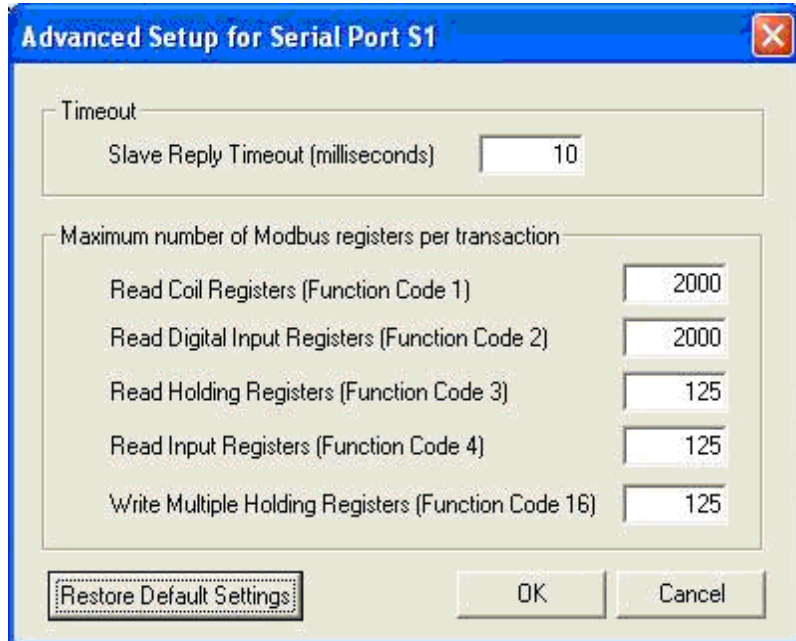 Advanced Setup for Serial Port S1
Timeout
Slave Reply Timeout (milliseconds) 10
Maximum number of Modbus registers per transaction
Read Coil Registers (Function Code 1) 2000
Read Digital Input Registers (Function Code 2) 2000
Read Holding Registers (Function Code 3) 125
Read Input Registers (Function Code 4) 125
Write Multiple Holding Registers (Function Code 16) 125
Restore Default Settings OK Cancel